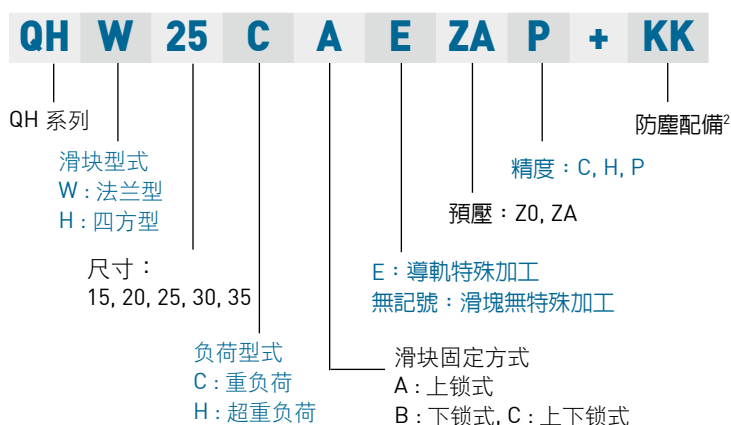 QH W 25 C A E ZA P + KK
QH 系列
滑块型式
W : 法兰型
H : 四方型
尺寸：
15, 20, 25, 30, 35
负荷型式
C : 重负荷
H : 超重负荷
滑块固定方式
A : 上锁式
B : 下锁式, C : 上下锁式
E：導軌特殊加工
無記號：滑塊無特殊加工
預壓：Z0, ZA
精度：C, H, P
防塵配備²